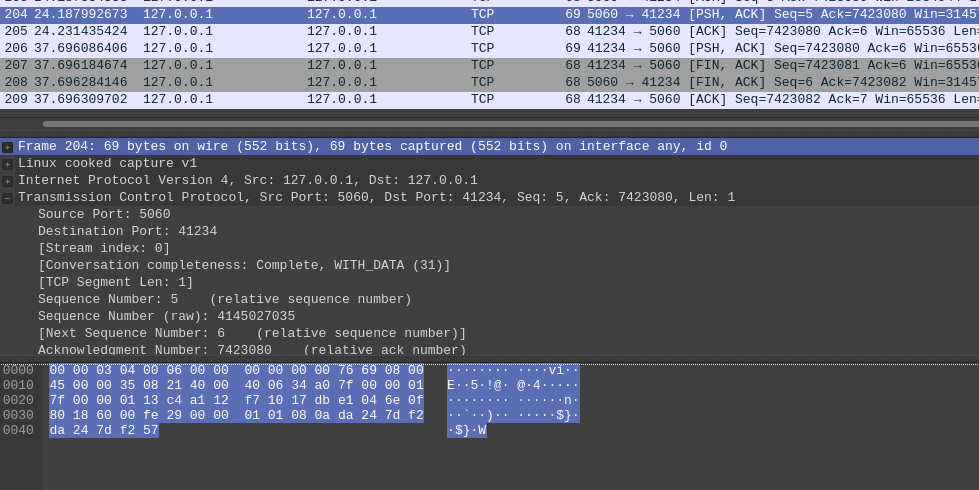 204 24.187992673 127.0.0.1 127.0.0.1 TCP 69 5060 → 41234 [PSH, ACK] Seq=5 Ack=7423080 Win=31457
205 24.231435424 127.0.0.1 127.0.0.1 TCP 68 41234 → 5060 [ACK] Seq=7423080 Ack=6 Win=65536 Len=
206 37.696086406 127.0.0.1 127.0.0.1 TCP 69 41234 → 5060 [PSH, ACK] Seq=7423080 Ack=6 Win=6553
207 37.696184674 127.0.0.1 127.0.0.1 TCP 68 41234 → 5060 [FIN, ACK] Seq=7423081 Ack=6 Win=6553
208 37.696284146 127.0.0.1 127.0.0.1 TCP 68 5060 → 41234 [FIN, ACK] Seq=6 Ack=7423082 Win=31457
209 37.696309702 127.0.0.1 127.0.0.1 TCP 68 41234 → 5060 [ACK] Seq=7423082 Ack=7 Win=65536 Len=
Frame 204: 69 bytes on wire (552 bits), 69 bytes captured (552 bits) on interface any, id 0
Linux cooked capture v1
Internet Protocol Version 4, Src: 127.0.0.1, Dst: 127.0.0.1
Transmission Control Protocol, Src Port: 5060, Dst Port: 41234, Seq: 5, Ack: 7423080, Len: 1
Source Port: 5060
Destination Port: 41234
[Stream index: 0]
[Conversation completeness: Complete, WITH_DATA (31)]
[TCP Segment Len: 1]
Sequence Number: 5 (relative sequence number)
Sequence Number (raw): 4145027035
[Next Sequence Number: 6 (relative sequence number)]
Acknowledgment Number: 7423080 (relative ack number)
0000 00 00 03 04 00 06 00 00 00 00 00 00 76 69 08 00 ········ ····vi··
0010 45 00 00 35 08 21 40 00 40 06 34 a0 7f 00 00 01 E··5·!@· @·4·····
0020 7f 00 00 01 13 c4 a1 12 f7 10 17 db e1 04 6e 0f ········ ······n·
0030 80 18 60 00 fe 29 00 00 01 01 08 0a da 24 7d f2 ··`··)·· ·····$}·
0040 da 24 7d f2 57 ·$}·W